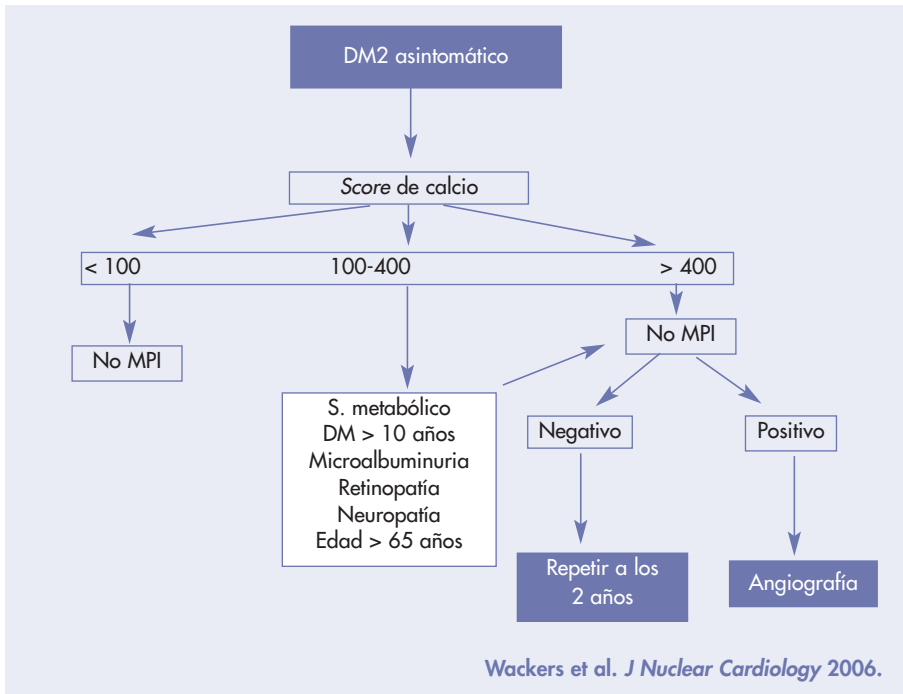 DM2 asintomático
Score de calcio
< 100 100-400 > 400
No MPI
No MPI
S. metabólico
DM > 10 años
Microalbuminuria
Retinopatía
Neuropatía
Edad > 65 años
Negativo
Positivo
Repetir a los
2 años
Angiografía
Wackers et al. J Nuclear Cardiology 2006.